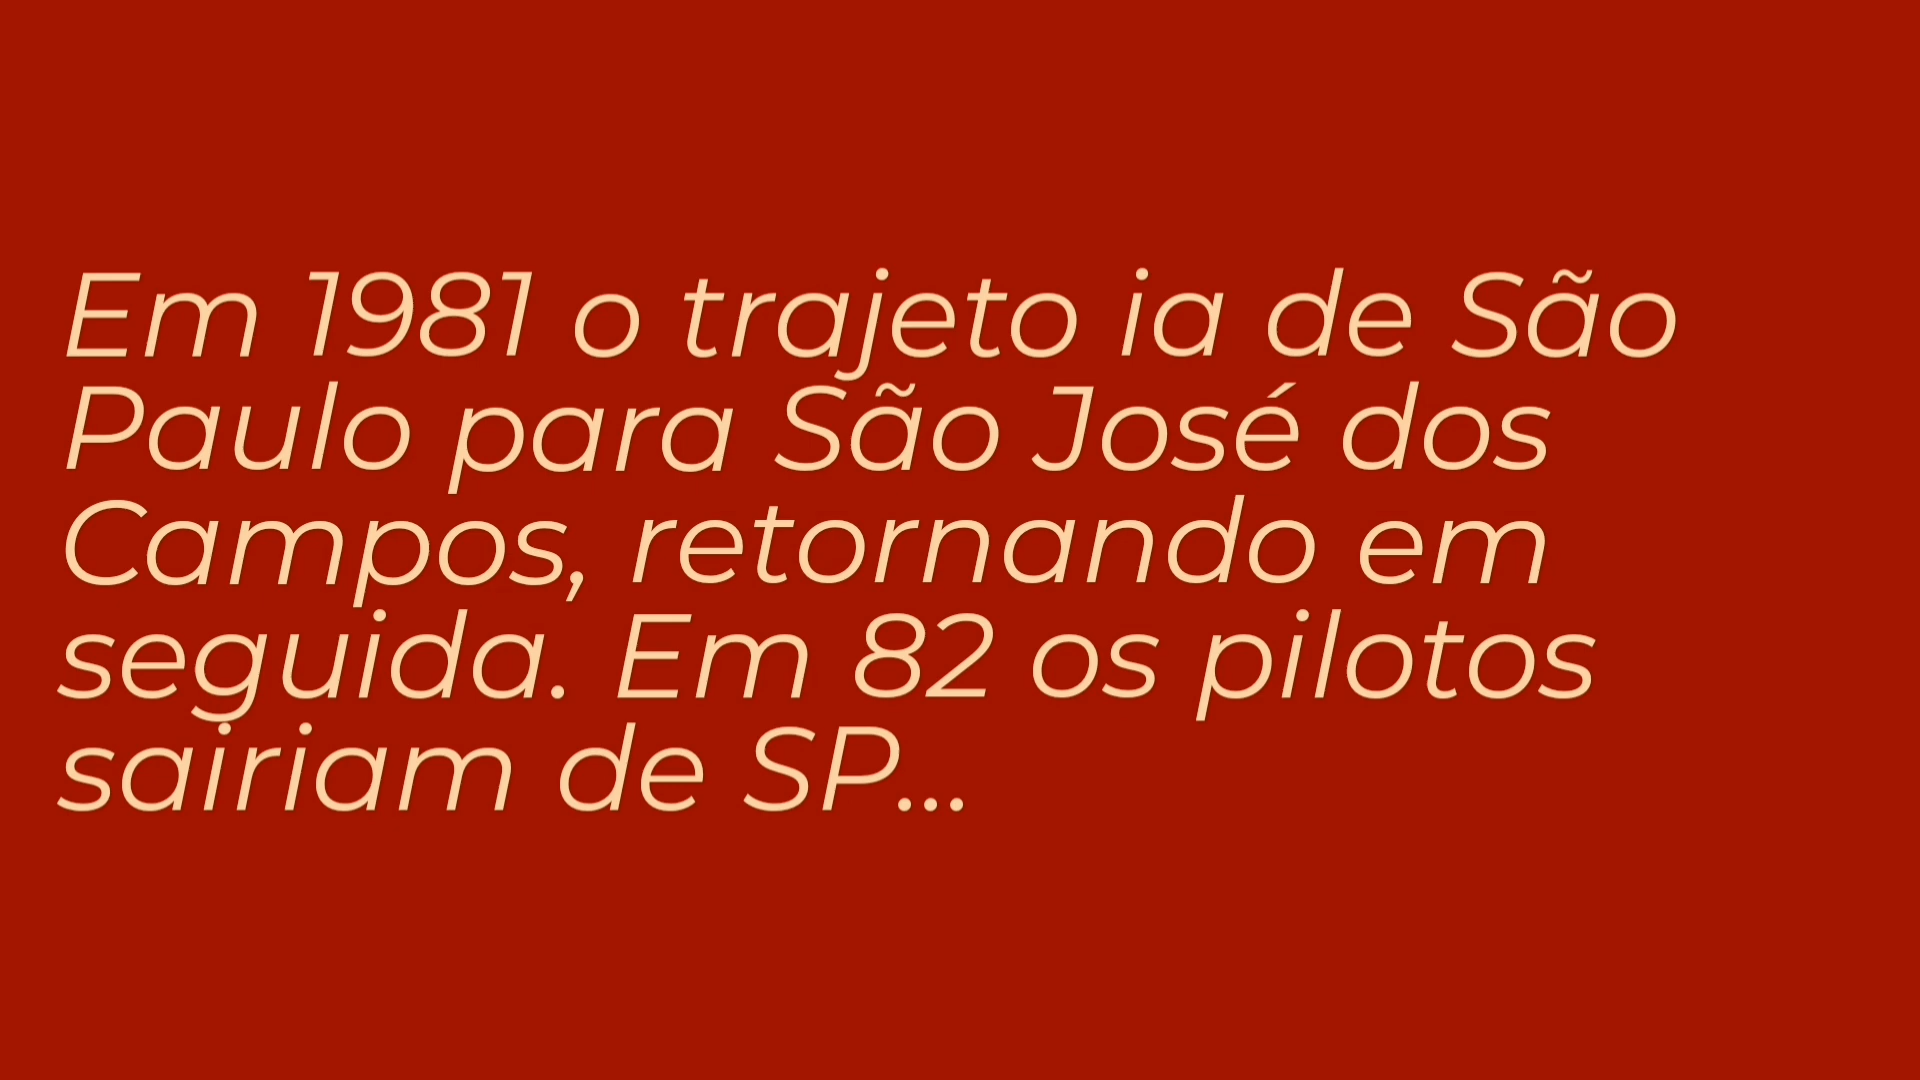 Em 1981 o trajeto ia de São
Paulo para São José dos
Campos, retornando em
seguida. Em 82 os pilotos
sairiam de SP...